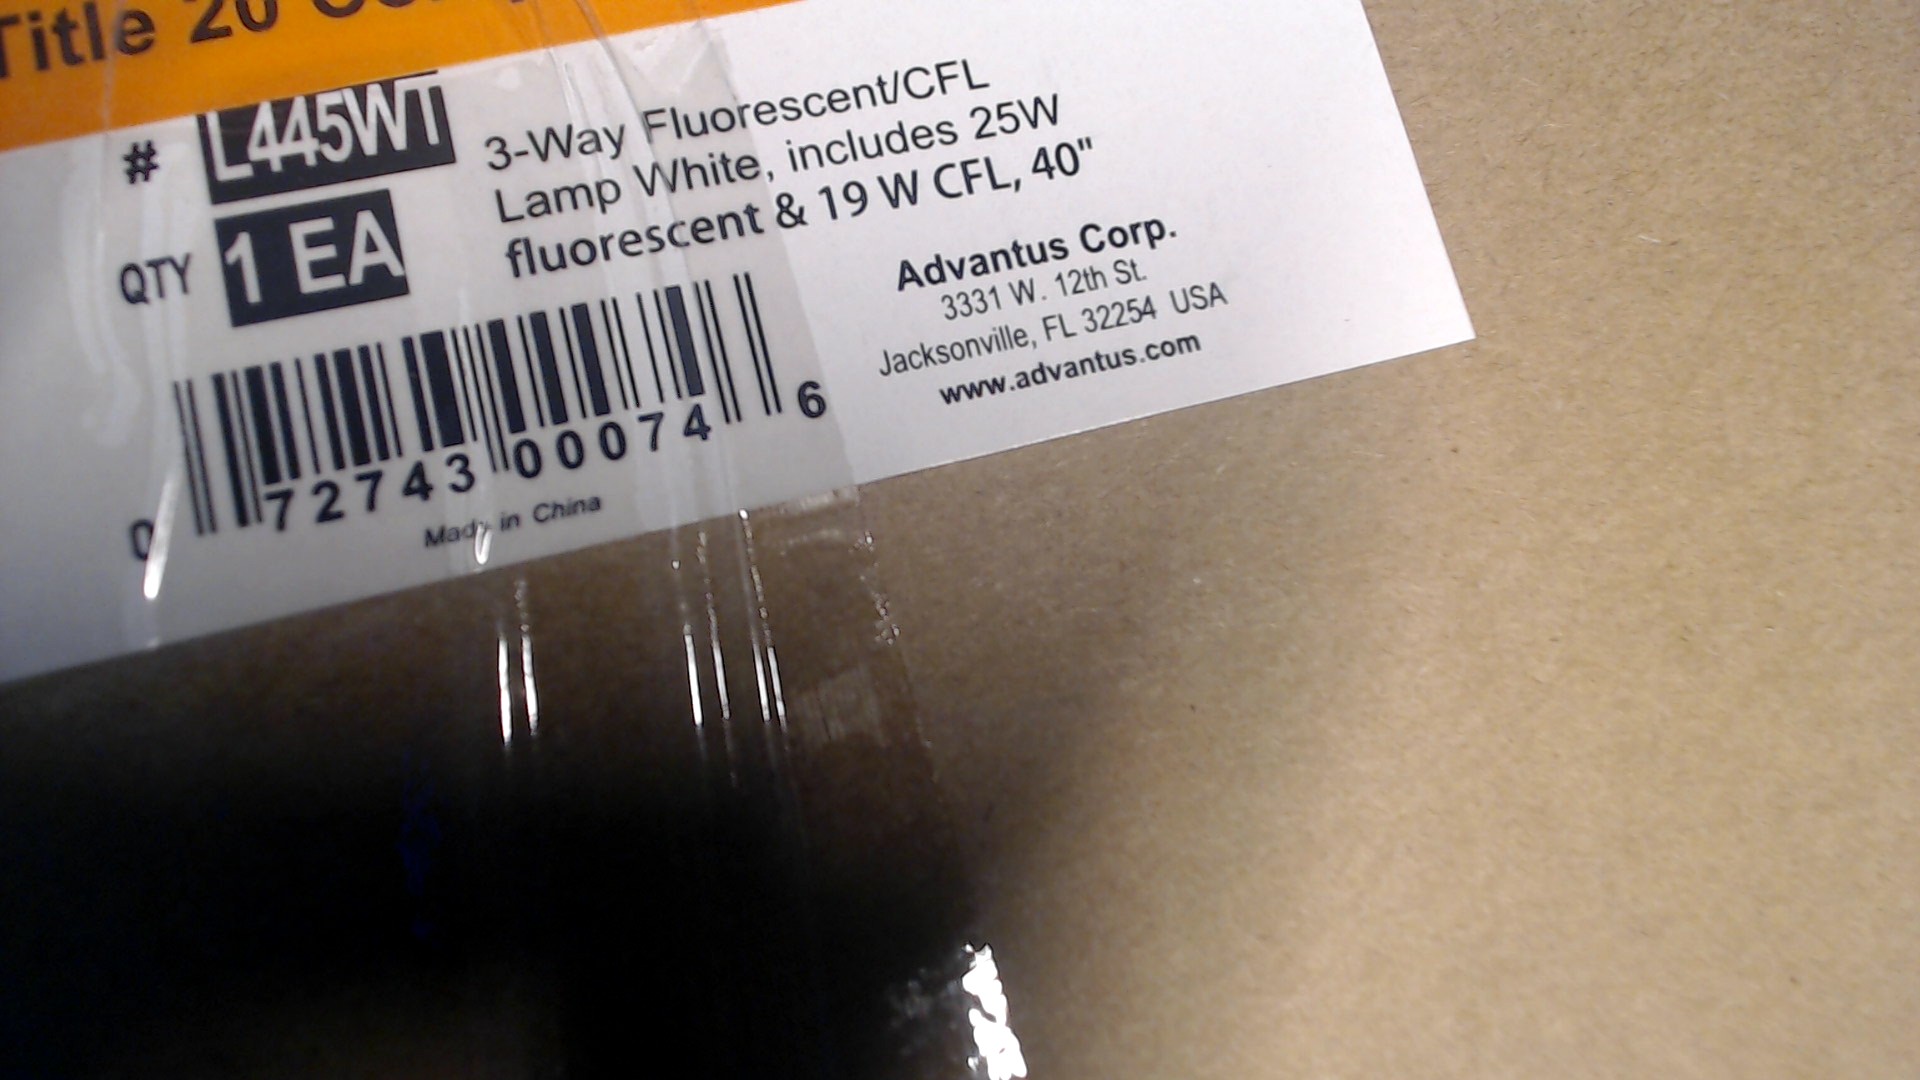 Title 20
# L445WT
QTY 1 EA
3-Way Fluorescent/CFL
Lamp White, includes 25W
fluorescent & 19 W CFL, 40"
Advantus Corp.
3331 W. 12th St.
Jacksonville, FL 32254 USA
www.advantus.com
0 72743 00074 6
Made in China